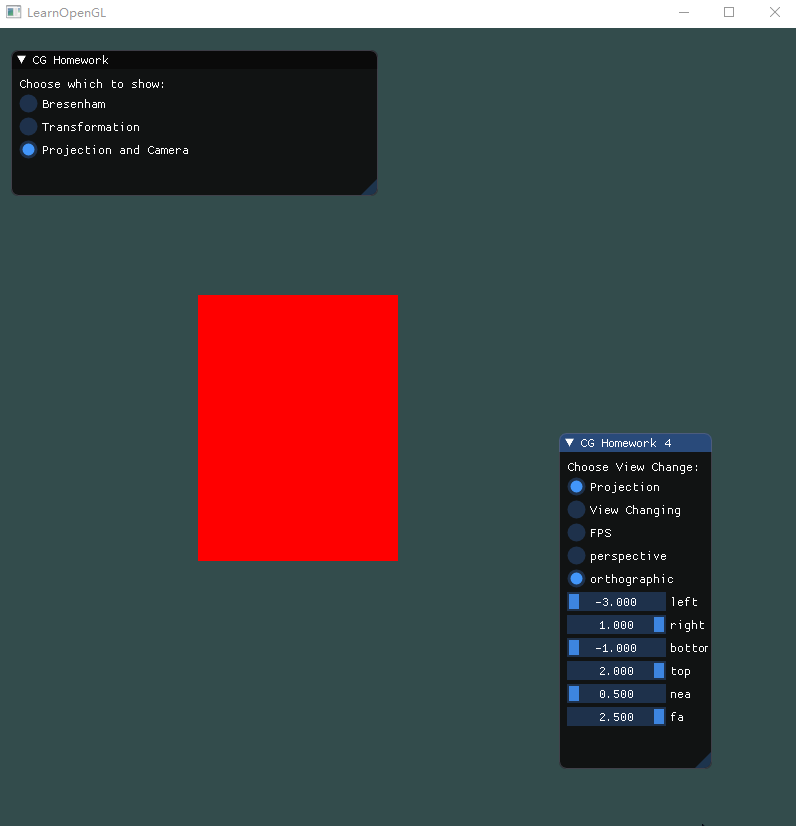 LearnOpenGL
CG Homework
Choose which to show:
Bresenham
Transformation
Projection and Camera
CG Homework 4
Choose View Change:
Projection
View Changing
FPS
perspective
orthographic
-3.000 left
1.000 right
-1.000 bottom
2.000 top
0.500 nea
2.500 fa